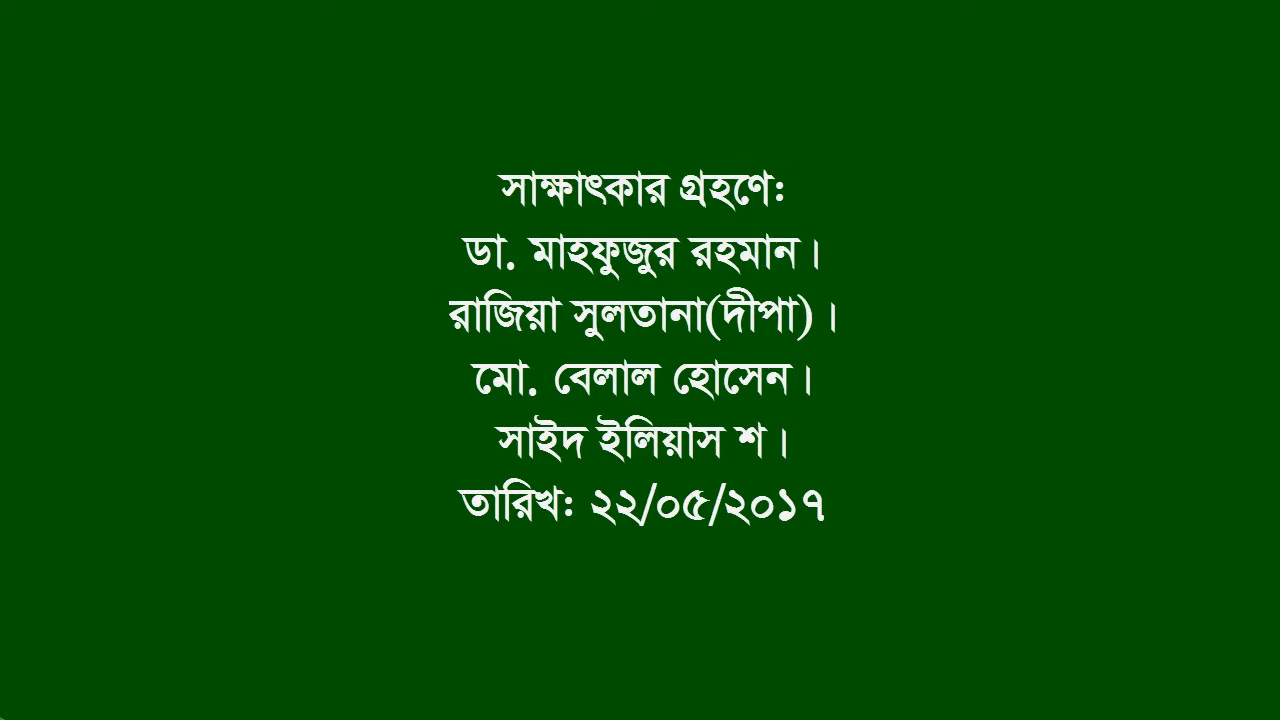 সাক্ষাৎকার গ্রহণে:
ডা. মাহফুজুর রহমান।
রাজিয়া সুলতানা(দীপা)।
মো. বেলাল হোসেন।
সাইদ ইলিয়াস শ।
তারিখ: ২২/০৫/২০১৭